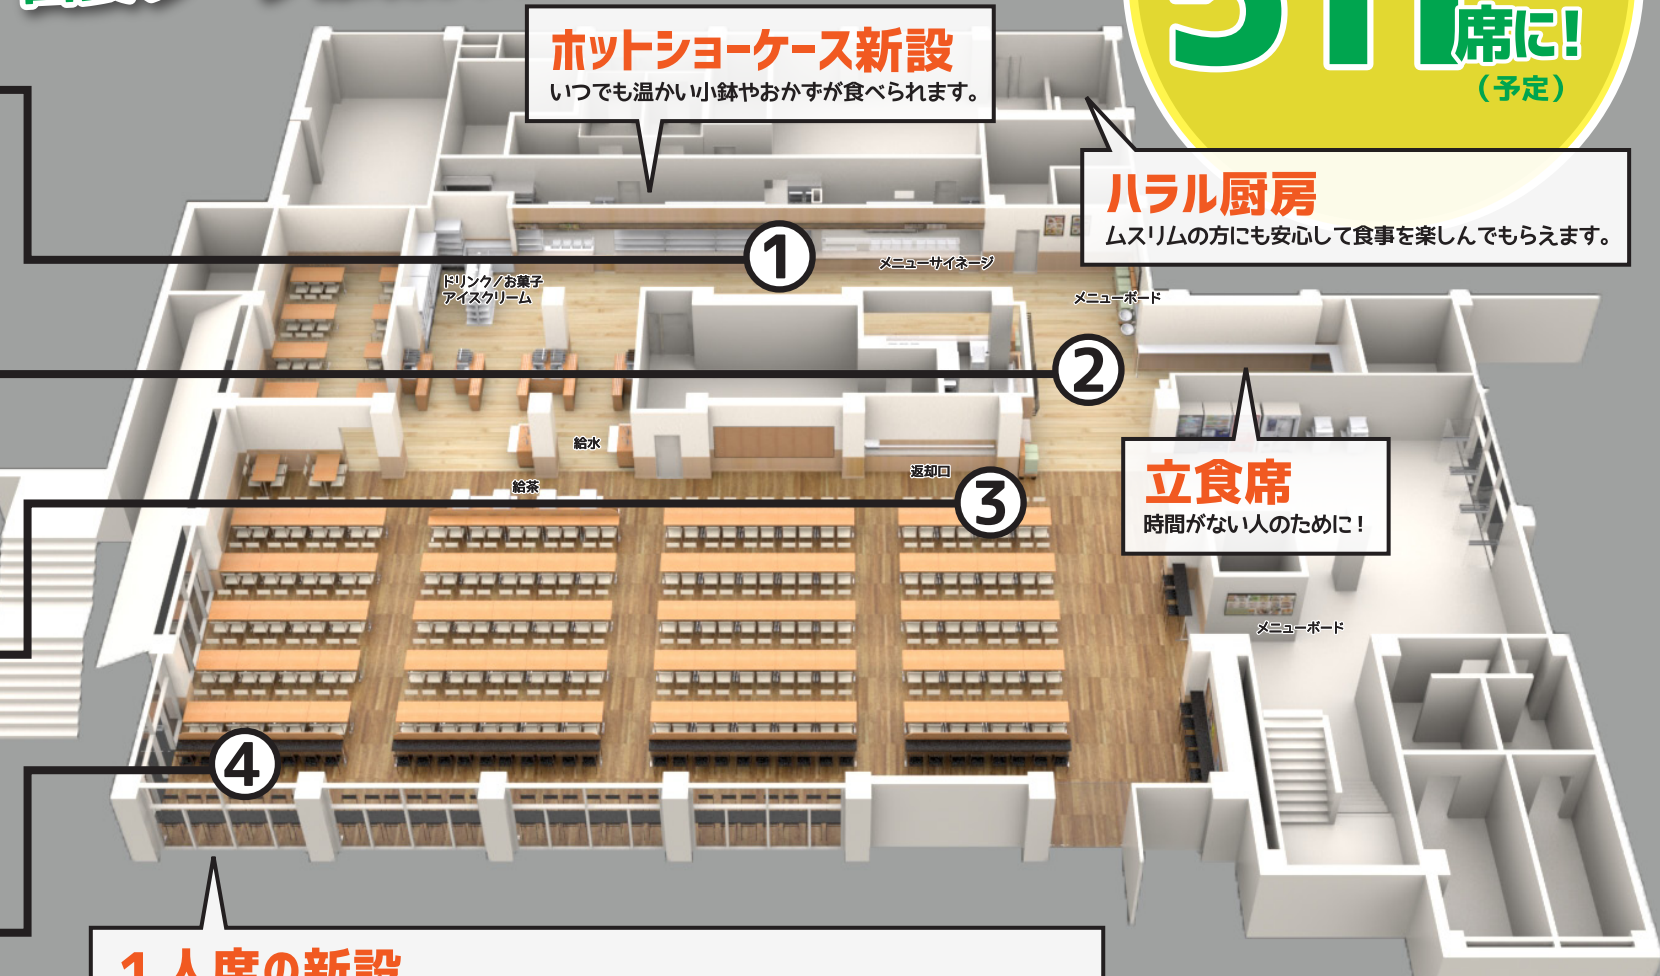 席に!
(予定)
ホットショーケース新設
いつでも温かい小鉢やおかずが食べられます。
ハラル厨房
ムスリムの方にも安心して食事を楽しんでもらえます。
①
メニューサイネージ
ドリンク/お菓子
アイスクリーム
メニューボード
②
給水
返却口
給茶
③
立食席
時間がない人のために!
メニューボード
④
1人席の新設